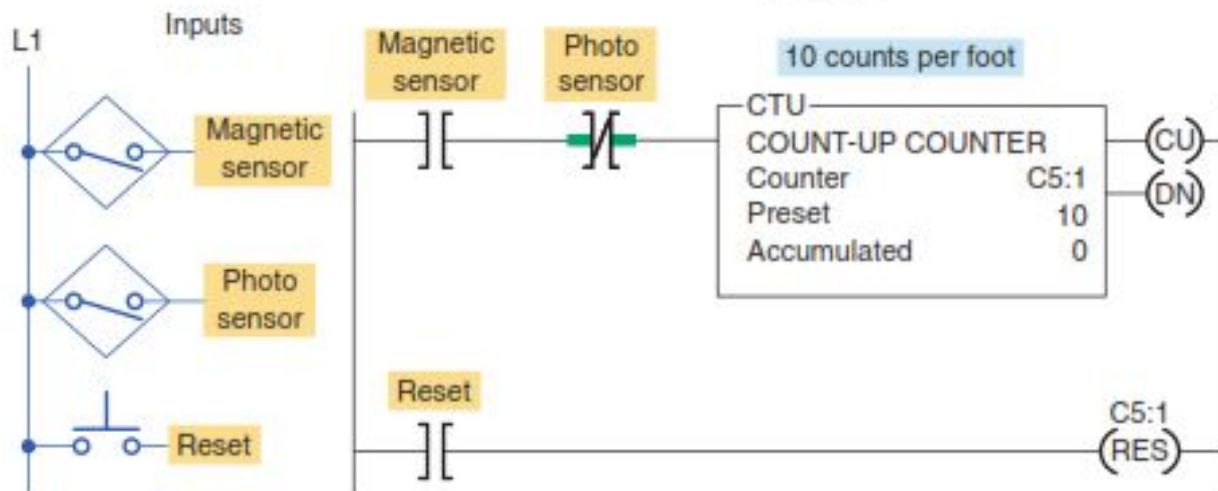 Inputs
L1
Magnetic
sensor
Photo
sensor
Reset
Magnetic
sensor
Photo
sensor
10 counts per foot
CTU
COUNT-UP COUNTER
Counter C5:1
Preset 10
Accumulated 0
CU
DN
Reset
C5:1
RES